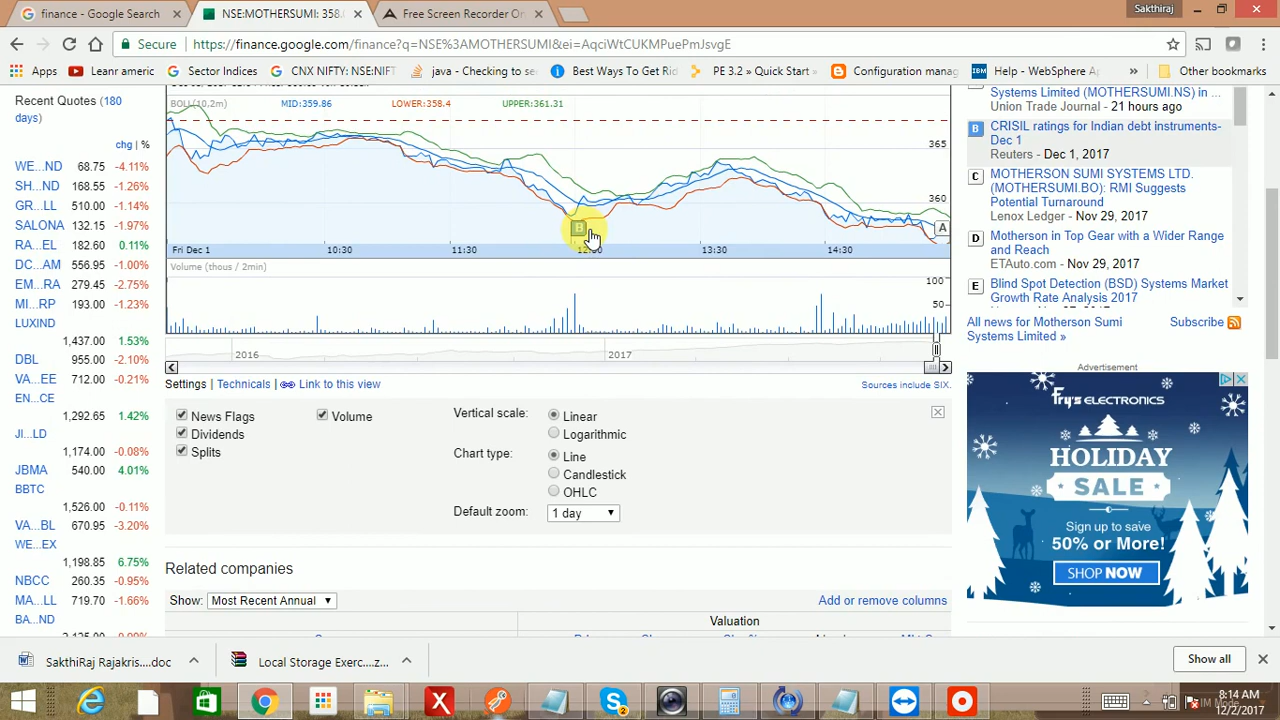 finance - Google Search
NSE:MOTHERSUMI: 358.
Free Screen Recorder On
Sakthiraj
Secure
https://finance.google.com/finance?q=NSE%3AMOTHERSUMI&ei=AqciWtCUKMPuePmJsvgE
Apps
Leanr americ
Sector Indices
CNX NIFTY: NSE:NIFT
java - Checking to se
Best Ways To Get Rid
PE 3.2 » Quick Start
Configuration manag
Help - WebSphere
»
Other bookmarks
Recent Quotes (180
days)
chg | %
WE...ND 68.75 -4.11%
SH...ND 168.55 -1.26%
GR...LL 510.00 -1.14%
SALONA 132.15 -1.97%
RA...EL 182.60 0.11%
DC...AM 556.95 -1.00%
EM...RA 279.45 -2.75%
MI...RP 193.00 -1.23%
LUXIND
1,437.00 1.53%
DBL 955.00 -2.10%
VA...EE 712.00 -0.21%
EN...CE
1,292.65 1.42%
JI...LD
1,174.00 -0.08%
JBMA 540.00 4.01%
BBTC
1,526.00 -0.11%
VA...BL 670.95 -3.20%
WE...EX
1,198.85 6.75%
NBCC 260.35 -0.95%
MA...LL 719.70 -1.66%
BA...ND
BOLL(10,2m) MID:359.86 LOWER:358.4 UPPER:361.31
365
360
B
A
Fri Dec 1 10:30 11:30 12:00 13:30 14:30
Volume (thous / 2min)
100
50
2016 2017
Settings | Technicals | Link to this view
Sources include SIX.
News Flags
Dividends
Splits
Volume
Vertical scale:
Linear
Logarithmic
Chart type:
Line
Candlestick
OHLC
Default zoom:
1 day
Related companies
Show: Most Recent Annual
Add or remove columns
Valuation
Systems Limited (MOTHERSUMI.NS) in ...
Union Trade Journal - 21 hours ago
B
CRISIL ratings for Indian debt instruments-
Dec 1
Reuters - Dec 1, 2017
C
MOTHERSON SUMI SYSTEMS LTD.
(MOTHERSUMI.BO): RMI Suggests
Potential Turnaround
Lenox Ledger - Nov 29, 2017
D
Motherson in Top Gear with a Wider Range
and Reach
ETAuto.com - Nov 29, 2017
E
Blind Spot Detection (BSD) Systems Market
Growth Rate Analysis 2017
All news for Motherson Sumi
Systems Limited »
Subscribe
Advertisement
Fry's ELECTRONICS
HOLIDAY
SALE
Sign up to save
50% or More!
SHOP NOW
SakthiRaj Rajakris....doc
Local Storage Exerc....z...
Show all
8:14 AM
12/2/2017